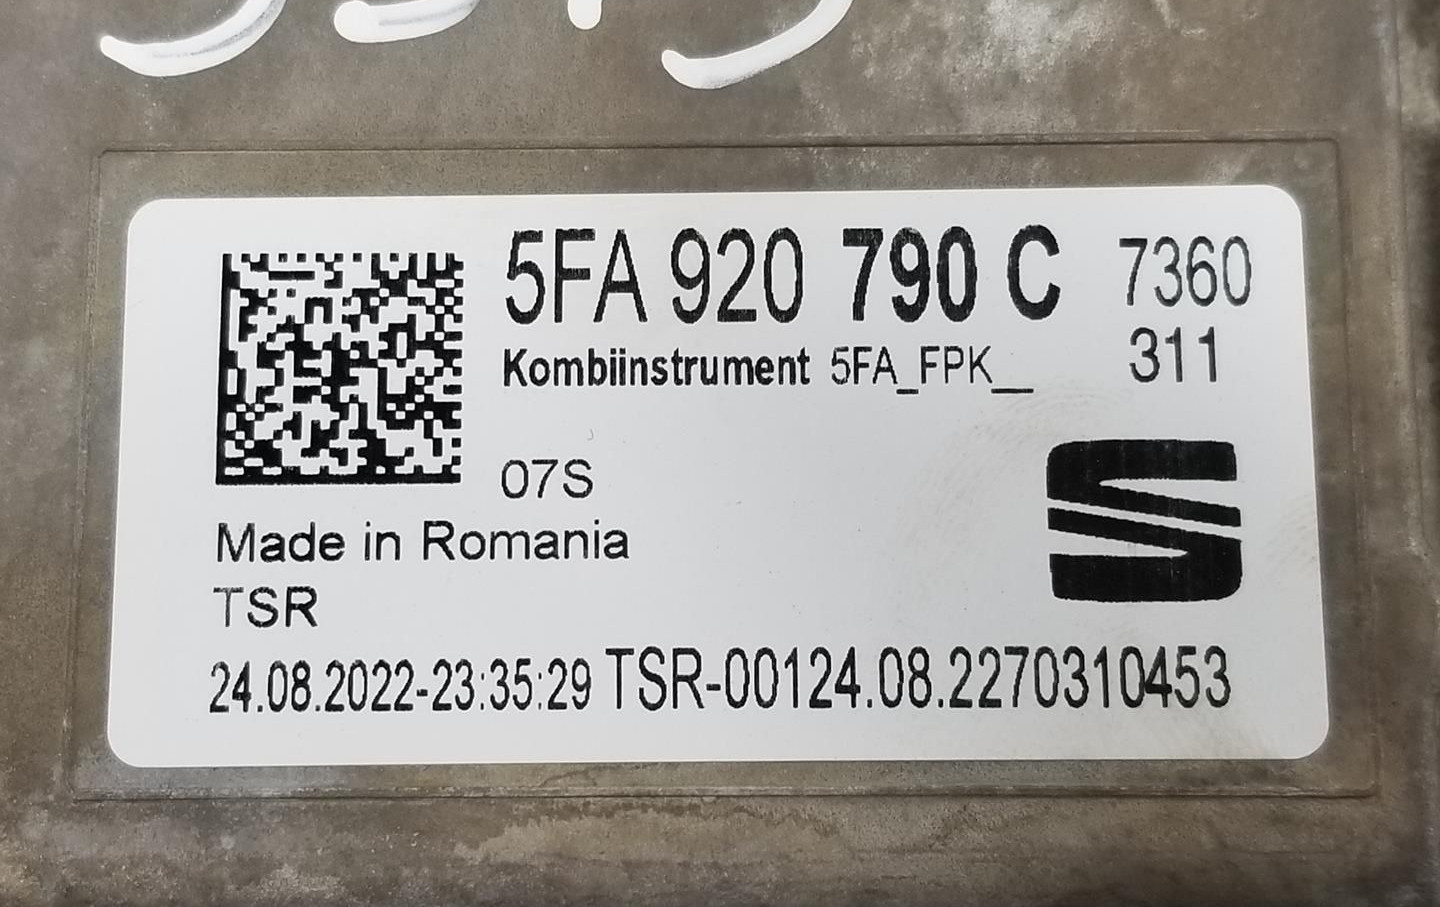 5FA 920 790 C 7360
Kombiinstrument 5FA_FPK__ 311
07S
Made in Romania
TSR
24.08.2022-23:35:29 TSR-00124.08.2270310453